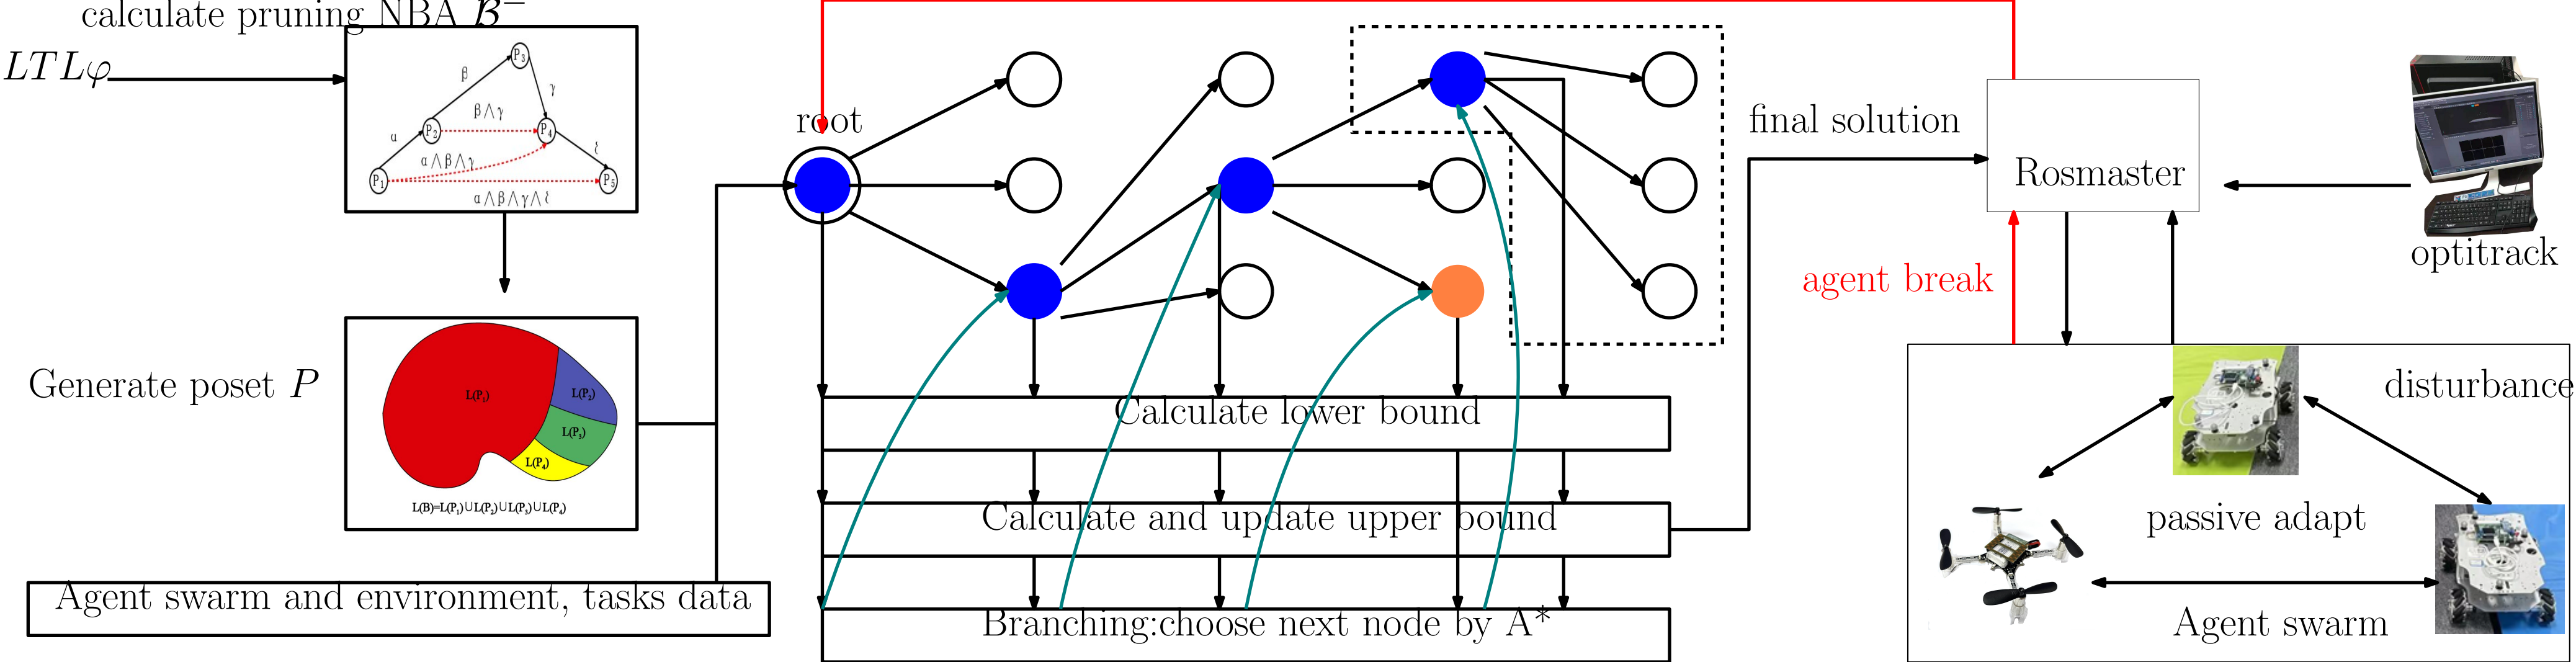 calculate pruning NBA 𝓑⁻
LTLφ
P₃
β
γ
β∧γ
α
P₂
P₄
α∧β∧γ
ξ
P₁
P₅
α∧β∧γ∧ξ
Generate poset P
L(P₁)
L(P₂)
L(P₃)
L(P₄)
L(B)=L(P₁)∪L(P₂)∪L(P₃)∪L(P₄)
Agent swarm and environment, tasks data
root
Calculate lower bound
Calculate and update upper bound
Branching:choose next node by A*
final solution
Rosmaster
agent break
optitrack
disturbance
passive adapt
Agent swarm